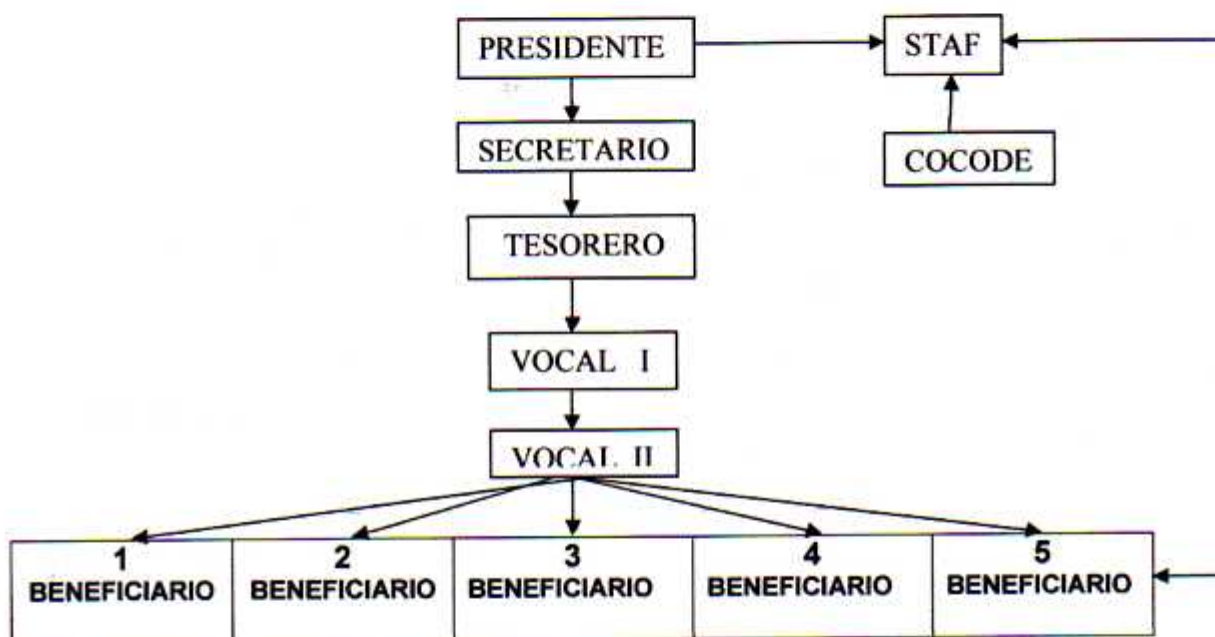 PRESIDENTE
STAF
SECRETARIO
COCODE
TESORERO
VOCAL I
VOCAL II
1 2 3 4 5
BENEFICIARIO BENEFICIARIO BENEFICIARIO BENEFICIARIO BENEFICIARIO